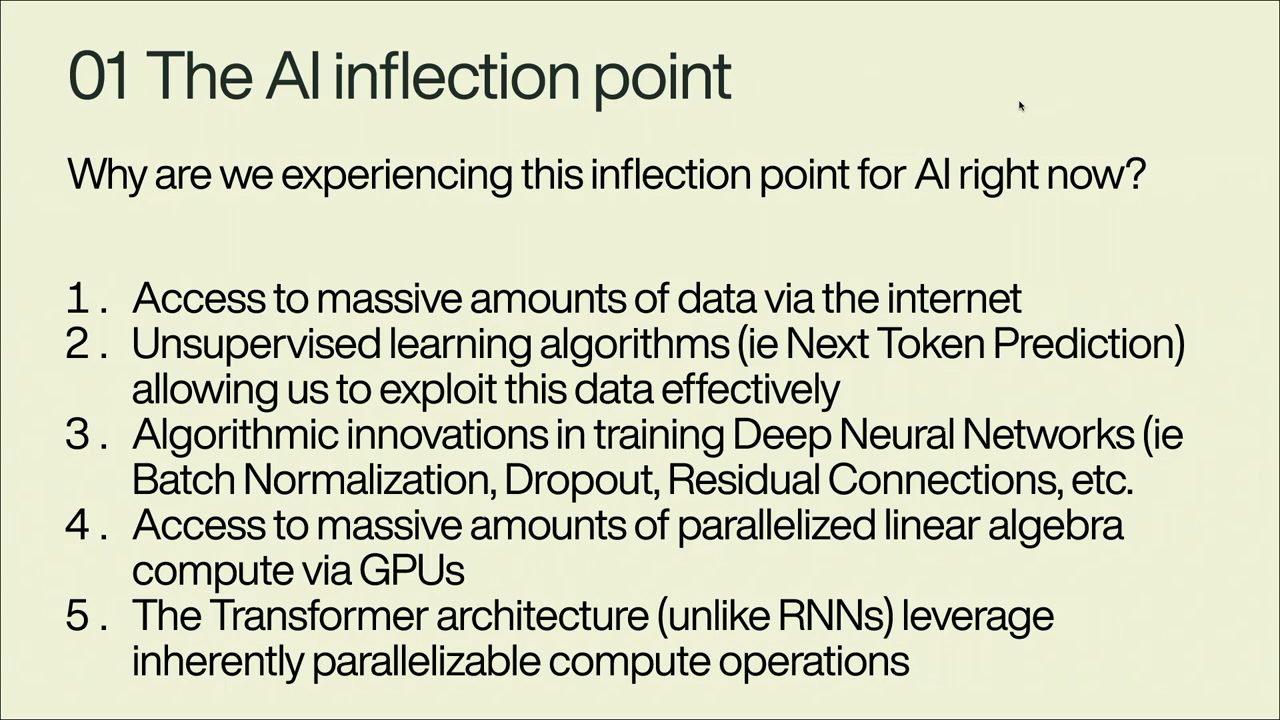 01 The AI inflection point
Why are we experiencing this inflection point for AI right now?
1. Access to massive amounts of data via the internet
2. Unsupervised learning algorithms (ie Next Token Prediction)
allowing us to exploit this data effectively
3. Algorithmic innovations in training Deep Neural Networks (ie
Batch Normalization, Dropout, Residual Connections, etc.
4. Access to massive amounts of parallelized linear algebra
compute via GPUs
5. The Transformer architecture (unlike RNNs) leverage
inherently parallelizable compute operations